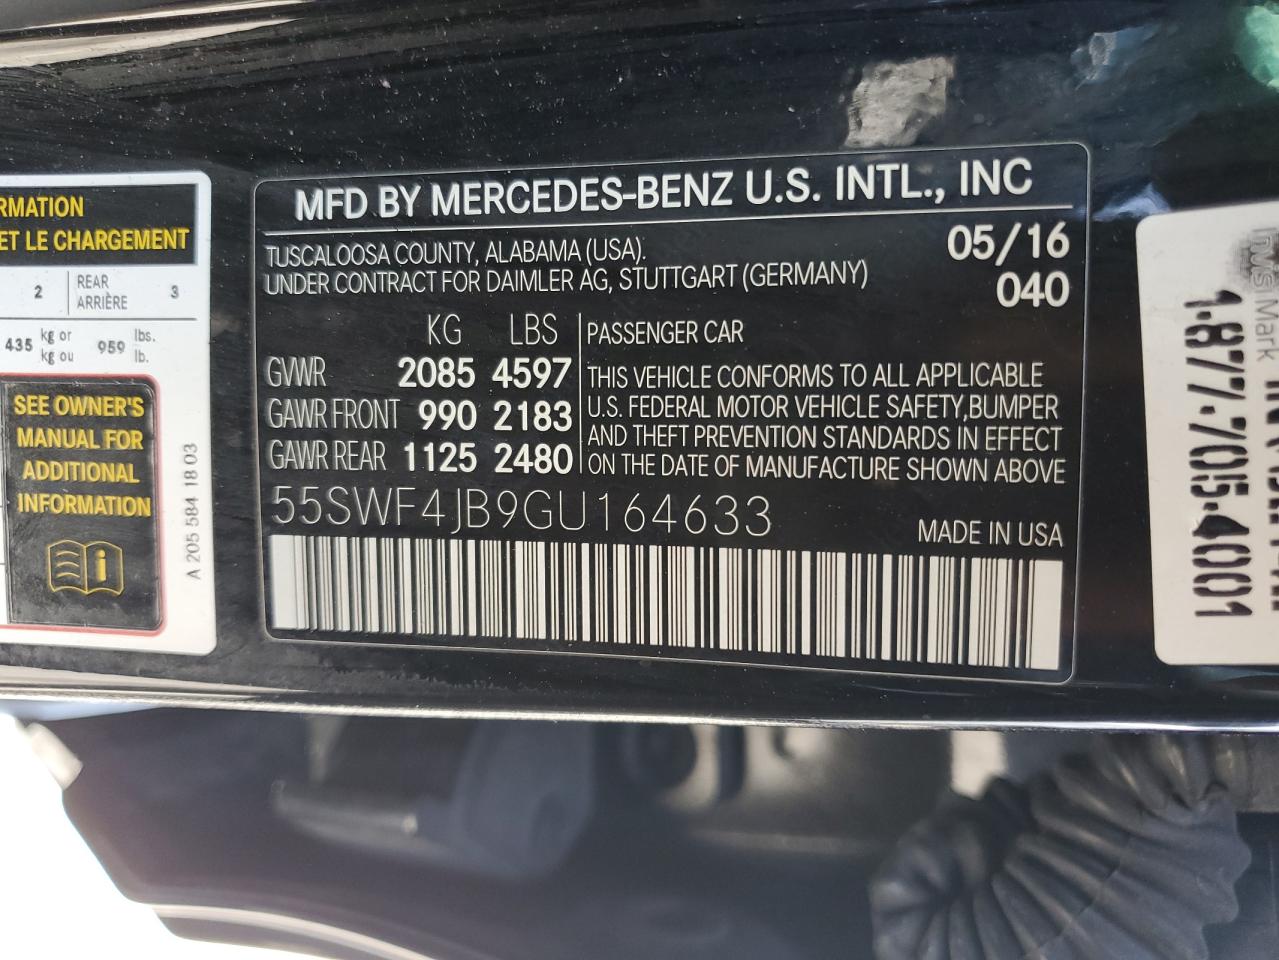 RMATION
ET LE CHARGEMENT
2 REAR ARRIÈRE 3
435 kg or kg ou 959 lbs. lb.
SEE OWNER'S
MANUAL FOR
ADDITIONAL
INFORMATION
A 205 584 18 03
MFD BY MERCEDES-BENZ U.S. INTL., INC
TUSCALOOSA COUNTY, ALABAMA (USA). 05/16
UNDER CONTRACT FOR DAIMLER AG, STUTTGART (GERMANY) 040
KG LBS
GVWR 2085 4597
GAWR FRONT 990 2183
GAWR REAR 1125 2480
PASSENGER CAR
THIS VEHICLE CONFORMS TO ALL APPLICABLE
U.S. FEDERAL MOTOR VEHICLE SAFETY,BUMPER
AND THEFT PREVENTION STANDARDS IN EFFECT
ON THE DATE OF MANUFACTURE SHOWN ABOVE.
55SWF4JB9GU164633
MADE IN USA
InvisiMark
1.877.705.4001